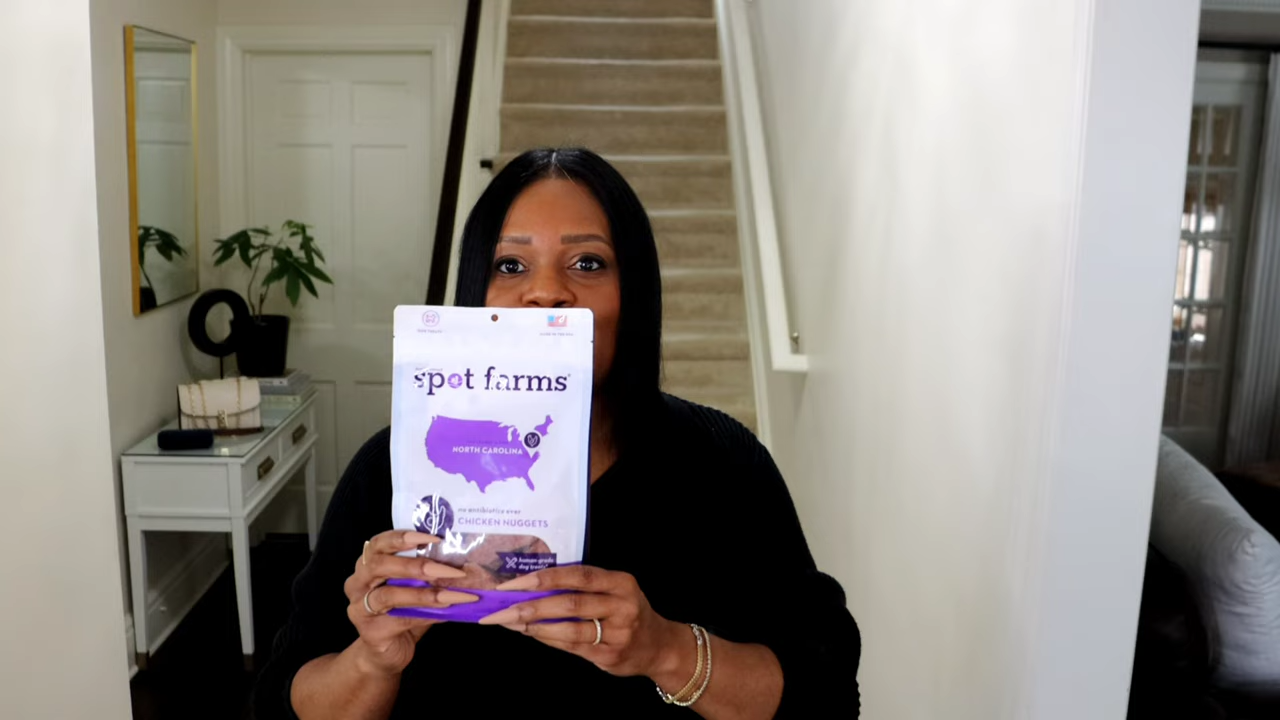 spot farms
NORTH CAROLINA
no antibiotics ever
CHICKEN NUGGETS
human-grade
dog treats